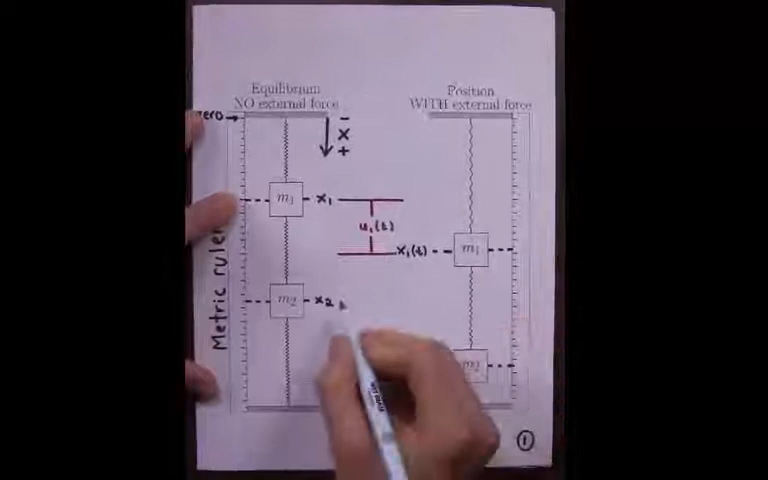 Equilibrium
NO external force
Position
WITH external force
zero
-
x
+
m₁
x₁
u₁(t)
x₁(t)
m₁
m₂
x₂
m₂
Metric ruler
1